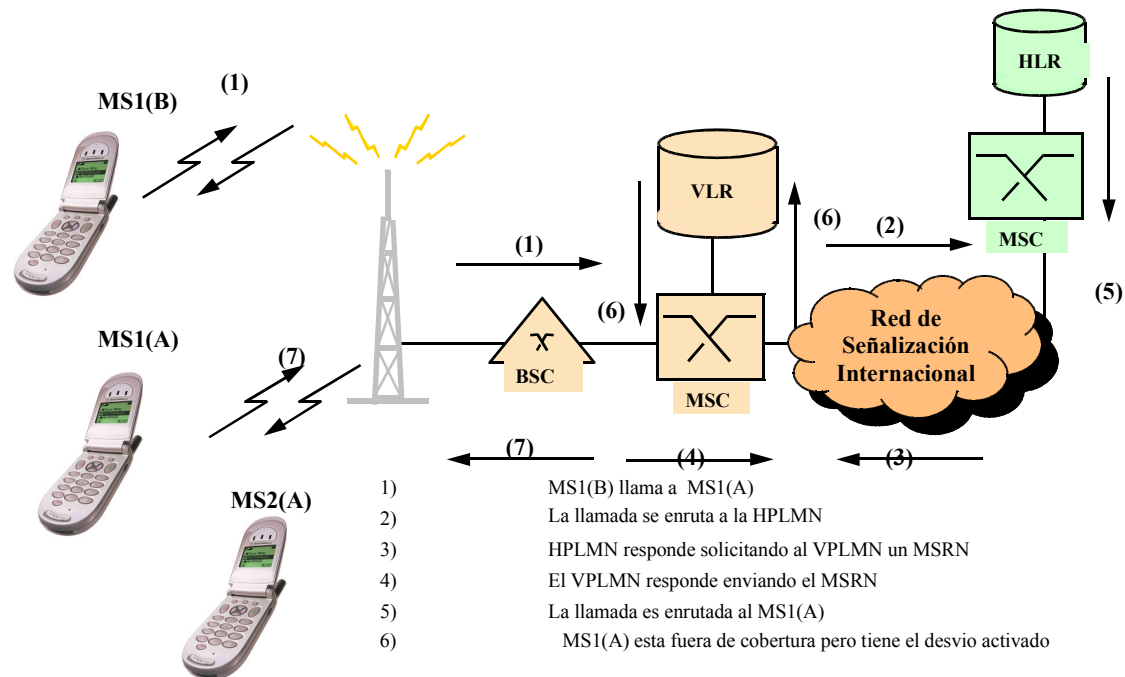 (1)
MS1(B)
HLR
VLR
(6)
(2)
MSC
(1)
(5)
(6)
Red de
Señalización
Internacional
MS1(A)
(7)
BSC
MSC
(7)
(4)
(3)
MS2(A)
1) MS1(B) llama a MS1(A)
2) La llamada se enruta a la HPLMN
3) HPLMN responde solicitando al VPLMN un MSRN
4) El VPLMN responde enviando el MSRN
5) La llamada es enrutada al MS1(A)
6) MS1(A) esta fuera de cobertura pero tiene el desvio activado